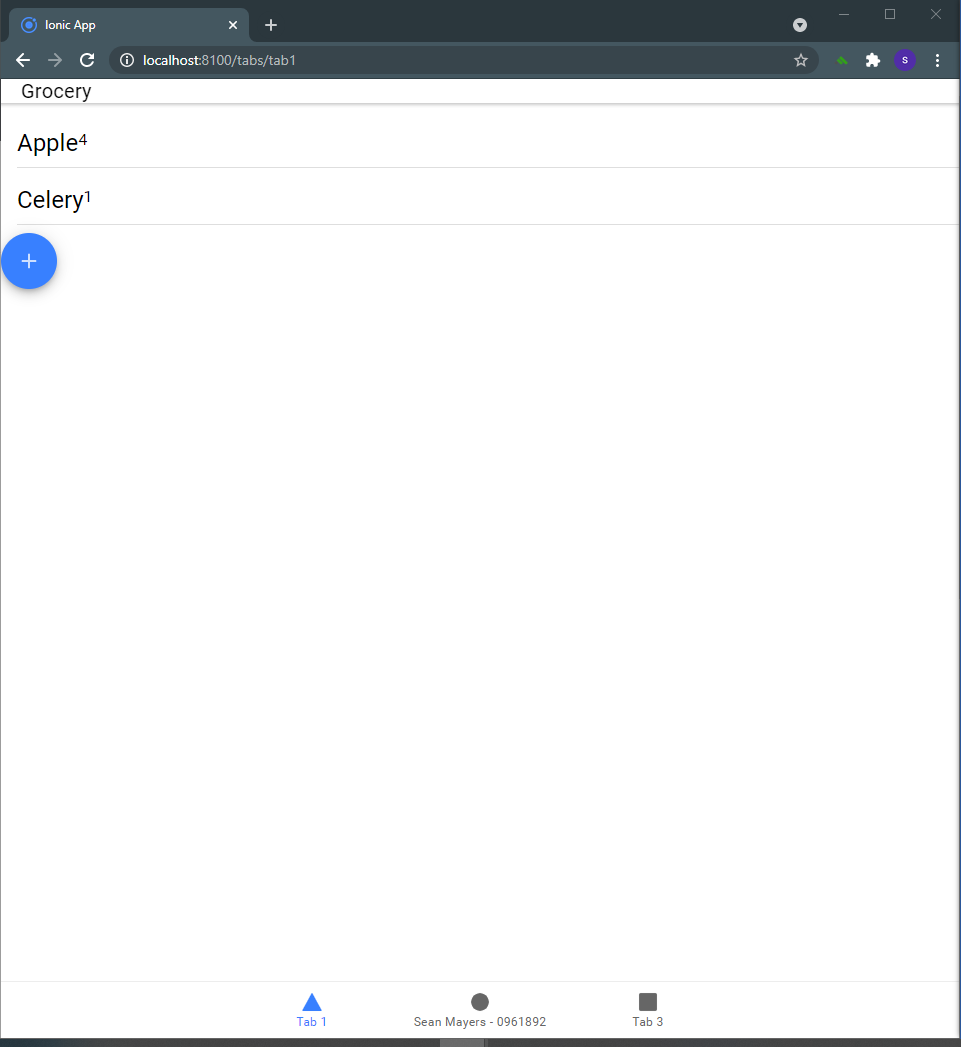 Ionic App
localhost:8100/tabs/tab1
S
Grocery
Apple4
Celery1
+
Tab 1
Sean Mayers - 0961892
Tab 3